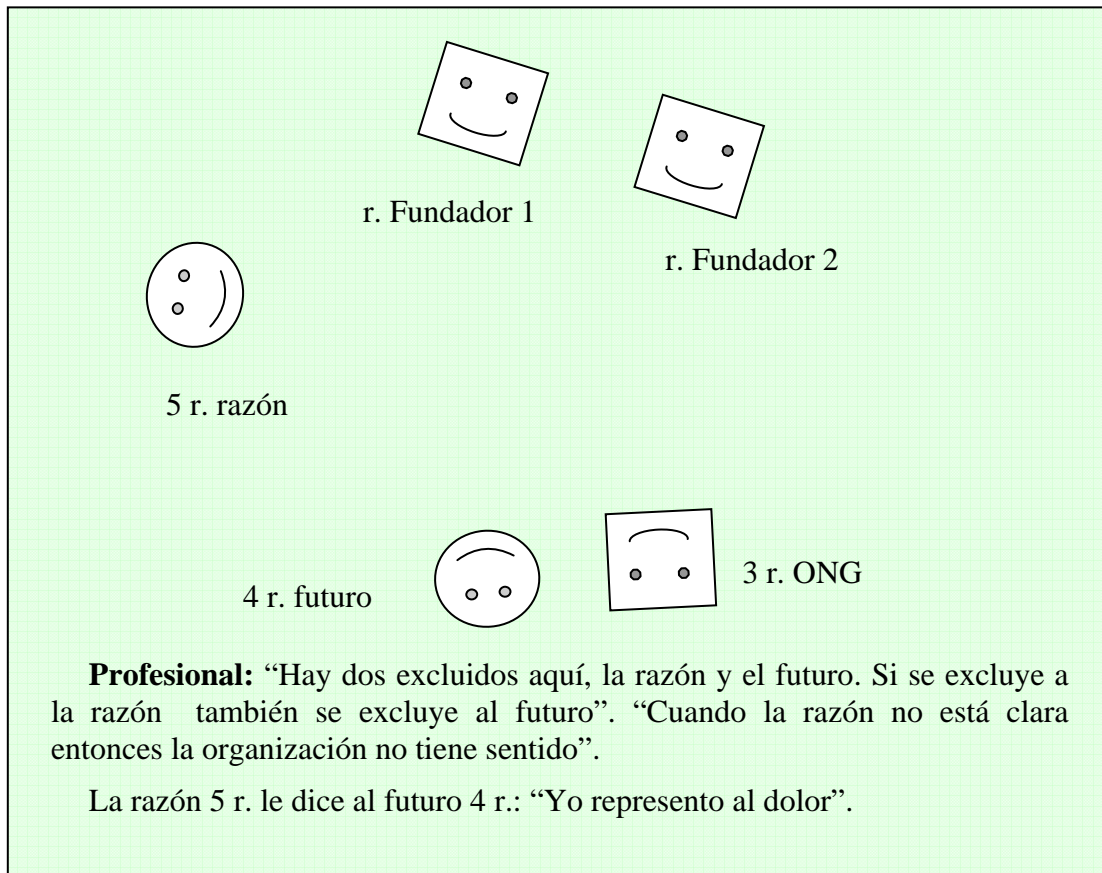 r. Fundador 1
r. Fundador 2
5 r. razón
3 r. ONG
4 r. futuro
Profesional: “Hay dos excluidos aquí, la razón y el futuro. Si se excluye a
la razón también se excluye al futuro”. “Cuando la razón no está clara
entonces la organización no tiene sentido”.
La razón 5 r. le dice al futuro 4 r.: “Yo represento al dolor”.